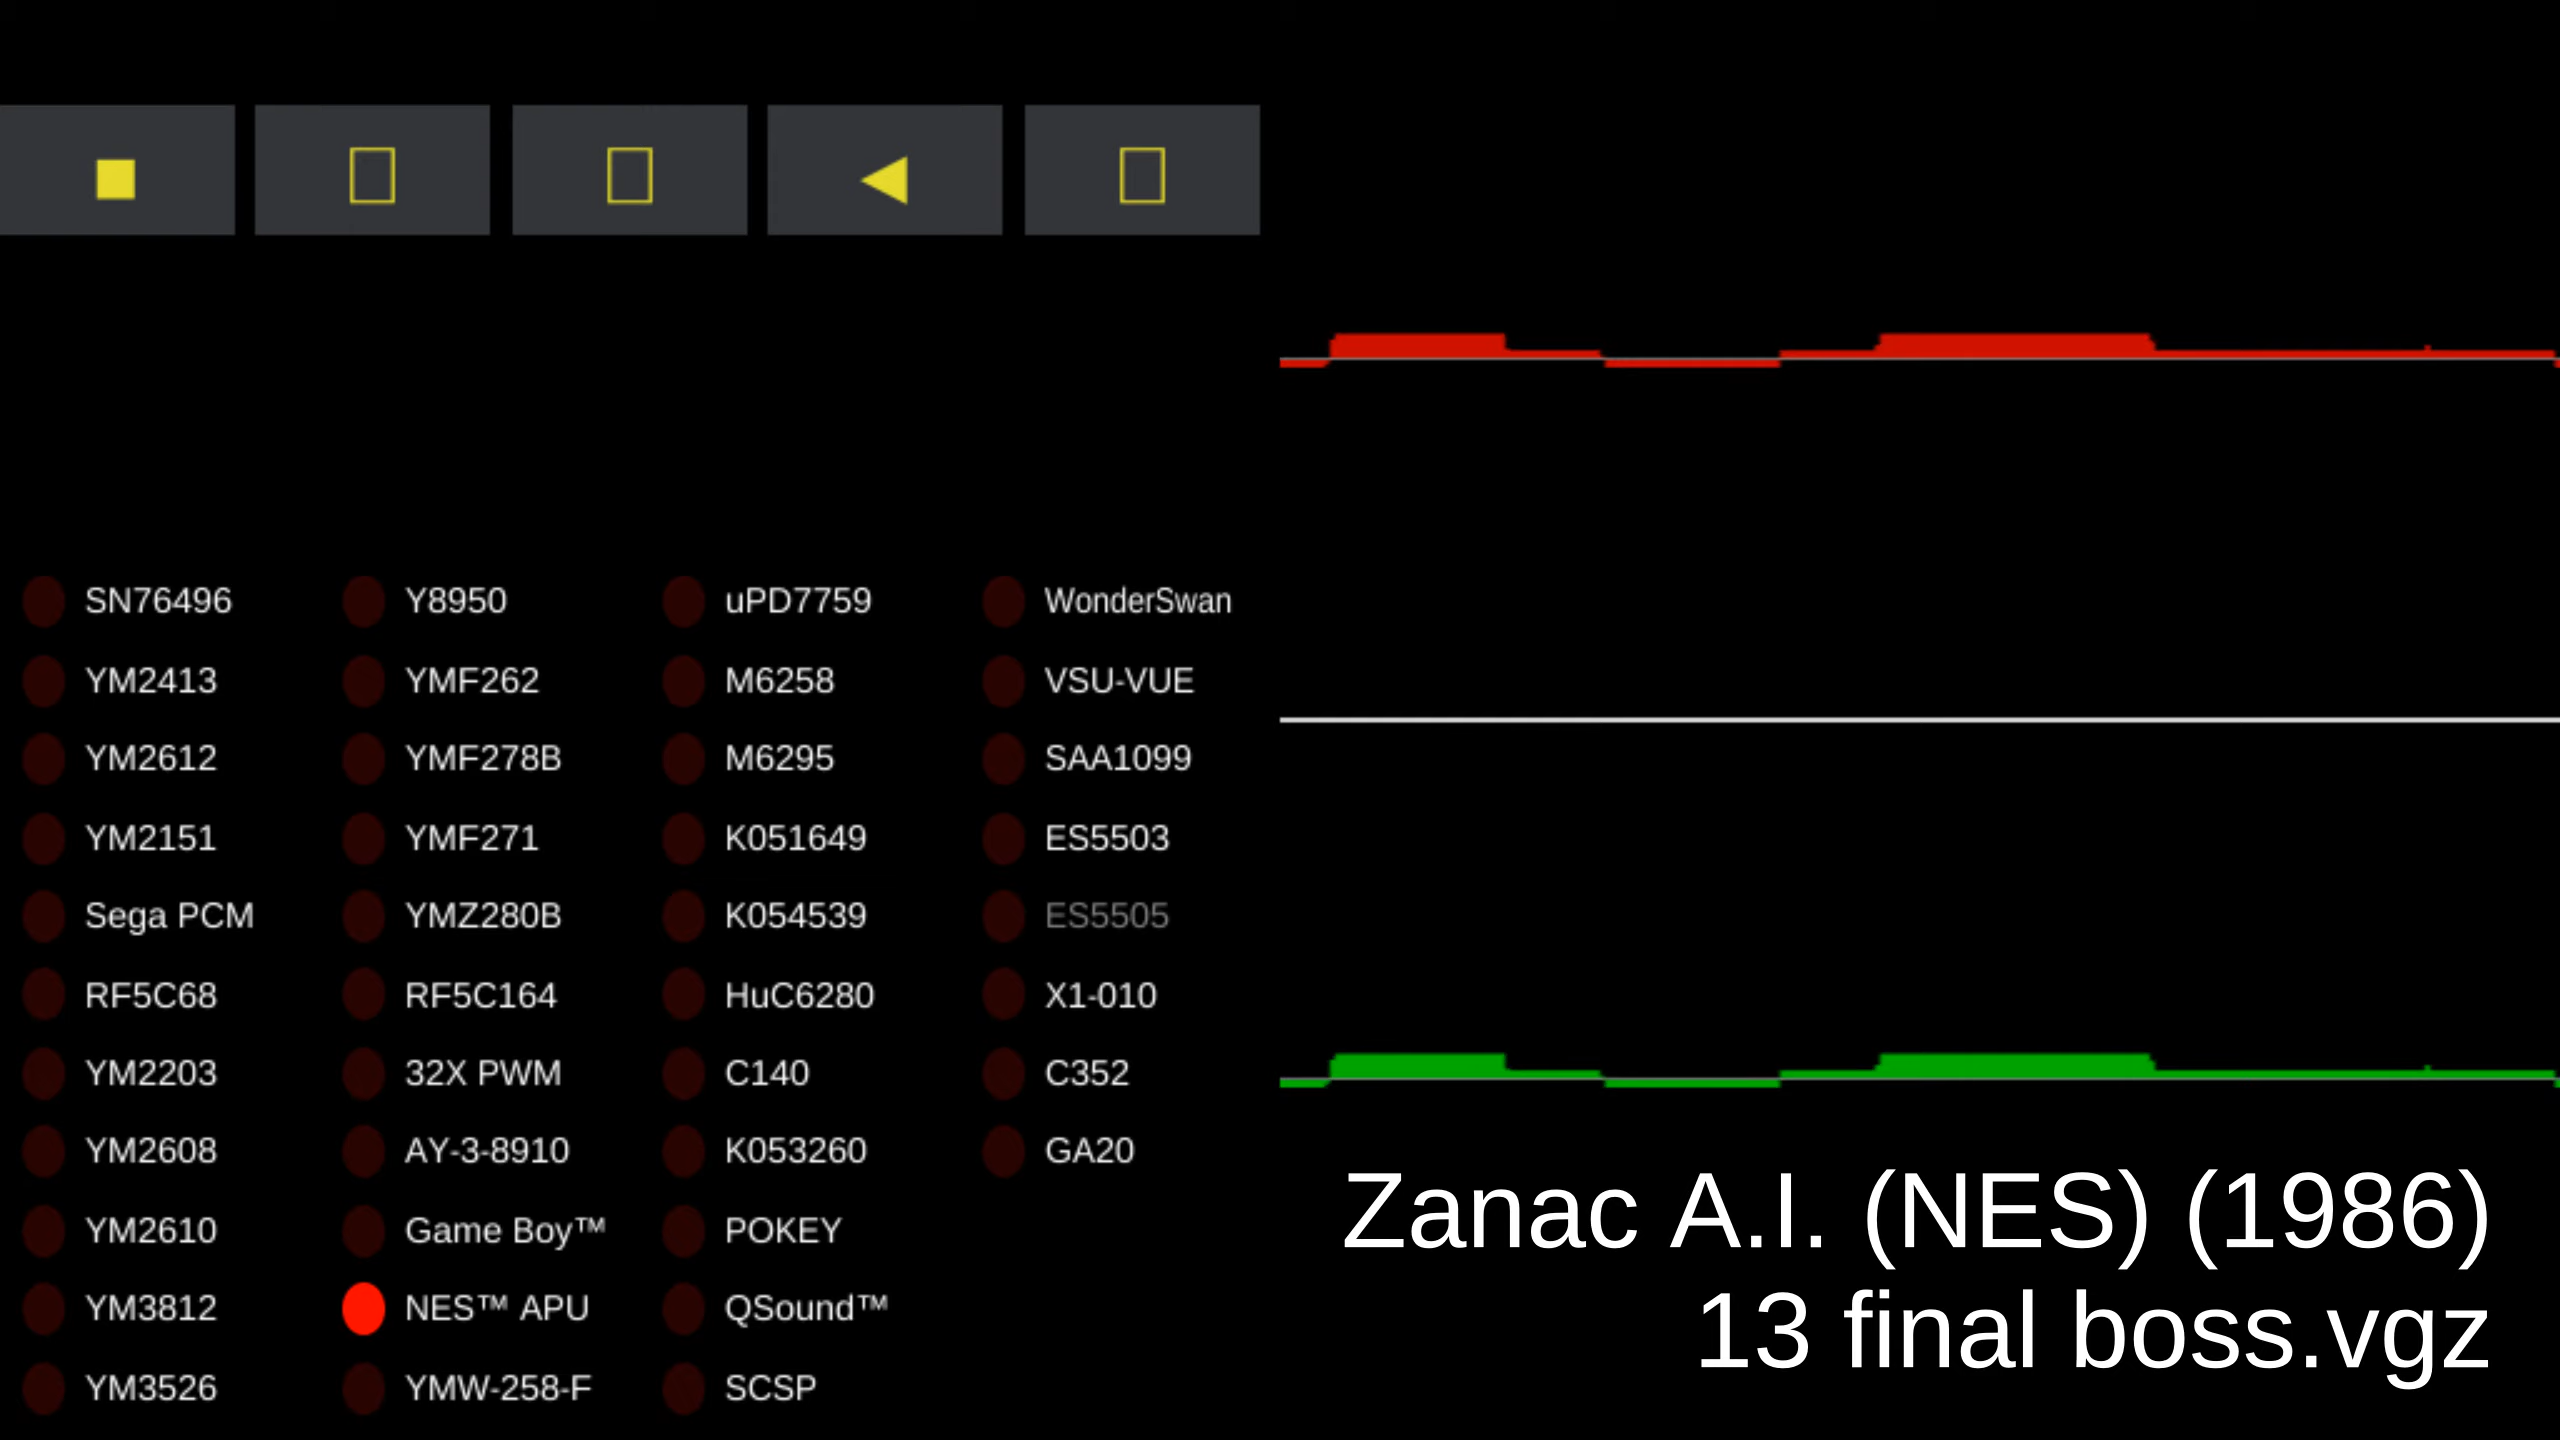 SN76496
YM2413
YM2612
YM2151
Sega PCM
RF5C68
YM2203
YM2608
YM2610
YM3812
YM3526
Y8950
YMF262
YMF278B
YMF271
YMZ280B
RF5C164
32X PWM
AY-3-8910
Game Boy™
NES™ APU
YMW-258-F
uPD7759
M6258
M6295
K051649
K054539
HuC6280
C140
K053260
POKEY
QSound™
SCSP
WonderSwan
VSU-VUE
SAA1099
ES5503
ES5505
X1-010
C352
GA20
Zanac A.I. (NES) (1986)
13 final boss.vgz